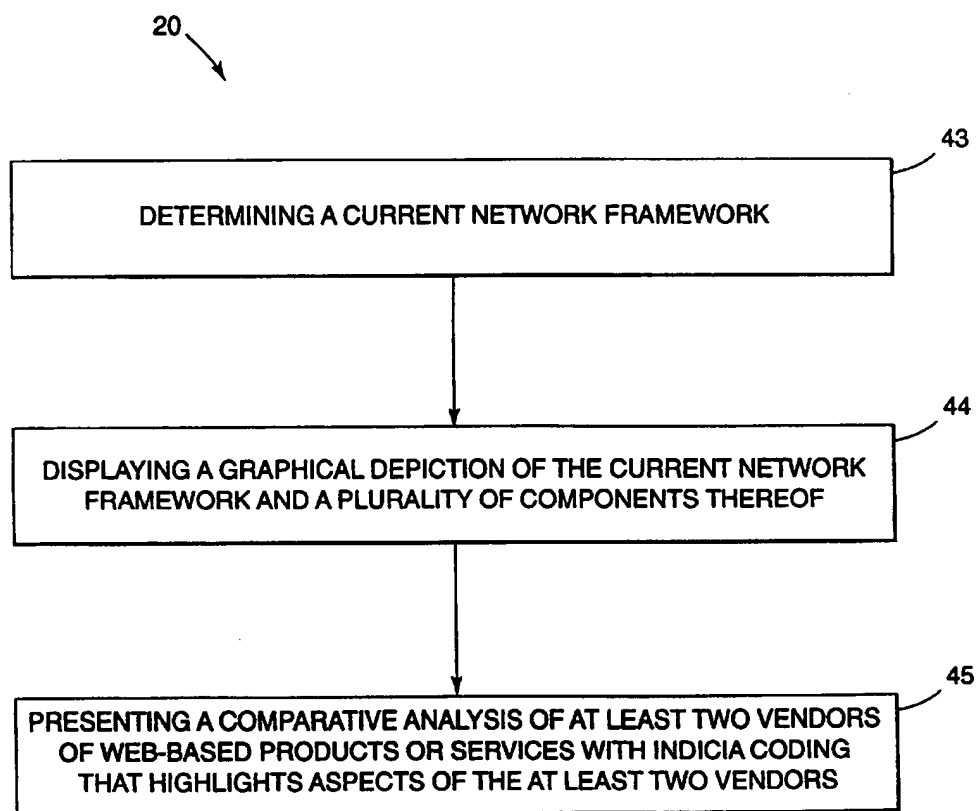 20
43
DETERMINING A CURRENT NETWORK FRAMEWORK
44
DISPLAYING A GRAPHICAL DEPICTION OF THE CURRENT NETWORK
FRAMEWORK AND A PLURALITY OF COMPONENTS THEREOF
45
PRESENTING A COMPARATIVE ANALYSIS OF AT LEAST TWO VENDORS
OF WEB-BASED PRODUCTS OR SERVICES WITH INDICIA CODING
THAT HIGHLIGHTS ASPECTS OF THE AT LEAST TWO VENDORS